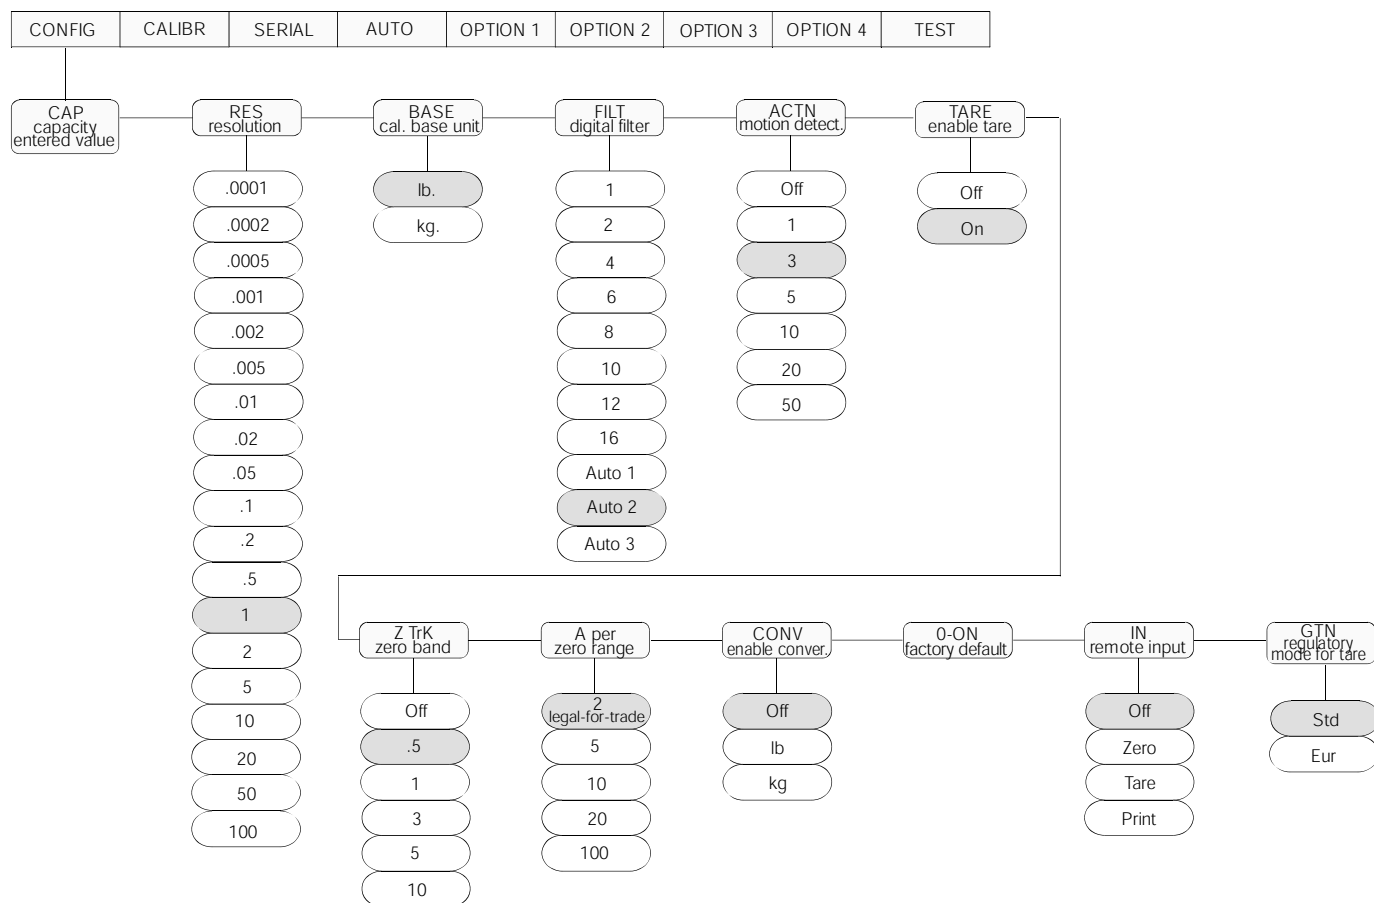 CONFIG CALIBR SERIAL AUTO OPTION 1 OPTION 2 OPTION 3 OPTION 4 TEST
CAP
capacity
entered value
RES
resolution
BASE
cal. base unit
FILT
digital filter
ACTN
motion detect.
TARE
enable tare
.0001
.0002
.0005
.001
.002
.005
.01
.02
.05
.1
.2
.5
1
2
5
10
20
50
100
lb.
kg.
1
2
4
6
8
10
12
16
Auto 1
Auto 2
Auto 3
Off
1
3
5
10
20
50
Off
On
Z TrK
zero band
A per
zero range
CONV
enable conver.
0-ON
factory default
IN
remote input
GTN
regulatory
mode for tare
Off
.5
1
3
5
10
2
legal-for-trade
5
10
20
100
Off
lb
kg
Off
Zero
Tare
Print
Std
Eur